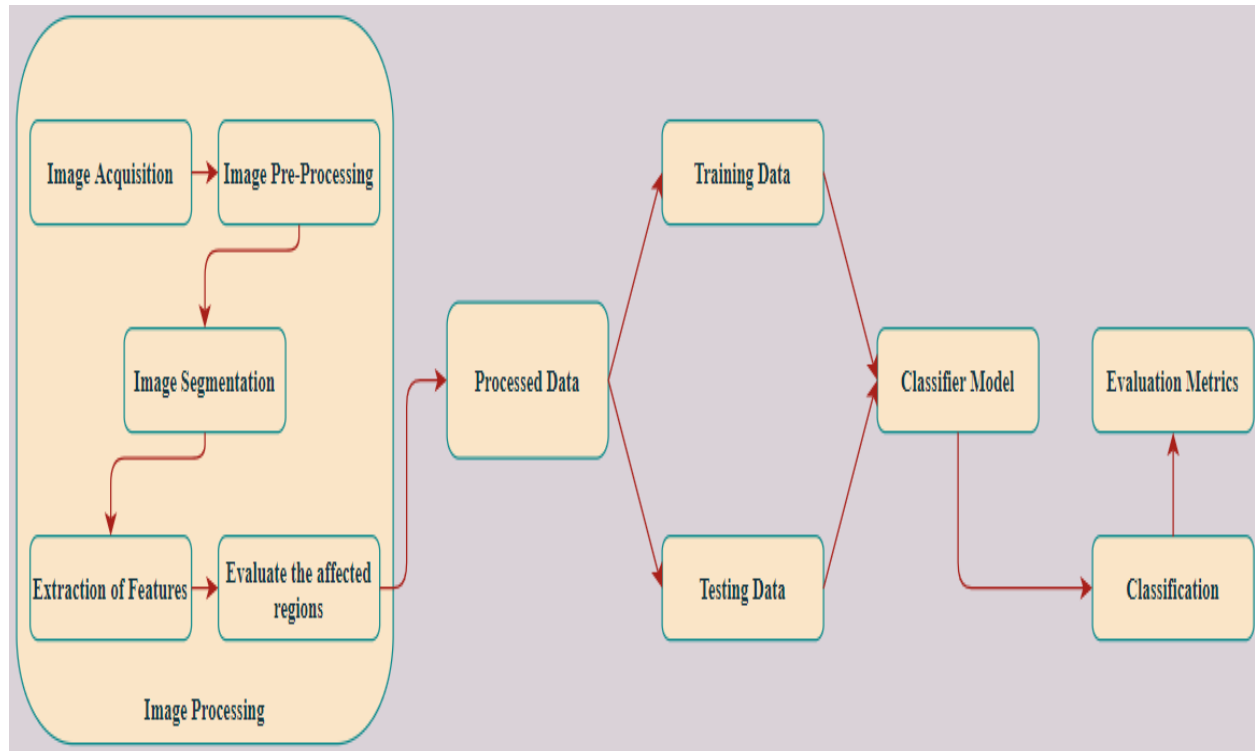 Image Acquisition
Image Pre-Processing
Image Segmentation
Extraction of Features
Evaluate the affected
regions
Image Processing
Processed Data
Training Data
Testing Data
Classifier Model
Classification
Evaluation Metrics